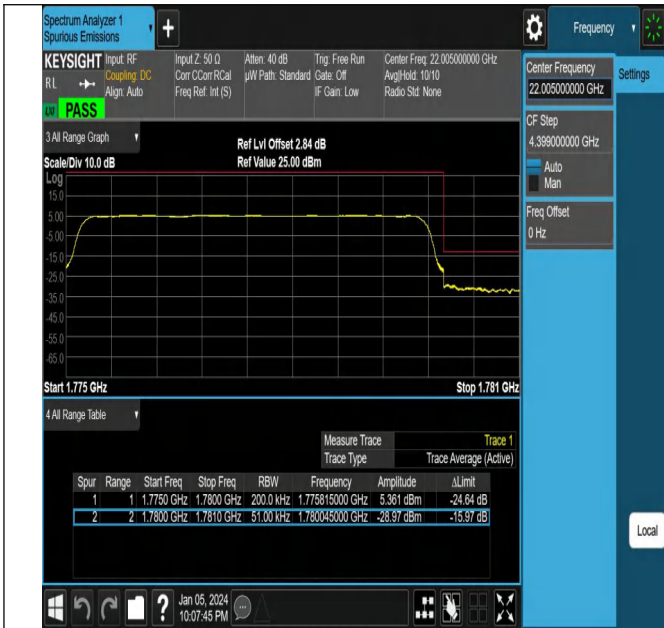 Spectrum Analyzer 1
Spurious Emissions
Frequency
KEYSIGHT Input: RF Input Z: 50 Ω Atten: 40 dB Trig: Free Run Center Freq: 22.005000000 GHz
RL Coupling: DC Corr CCorr RCal µW Path: Standard Gate: Off Avg|Hold: 10/10
Align: Auto Freq Ref: Int (S) IF Gain: Low Radio Std: None
PASS
Center Frequency
22.005000000 GHz
Settings
CF Step
4.399000000 GHz
Auto
Man
Freq Offset
0 Hz
3 All Range Graph
Ref Lvl Offset 2.84 dB
Scale/Div 10.0 dB Ref Value 25.00 dBm
Log
15.0
5.00
-5.00
-15.0
-25.0
-35.0
-45.0
-55.0
-65.0
Start 1.775 GHz Stop 1.781 GHz
4 All Range Table
Measure Trace Trace 1
Trace Type Trace Average (Active)
Spur Range Start Freq Stop Freq RBW Frequency Amplitude ΔLimit
1 1 1.7750 GHz 1.7800 GHz 200.0 kHz 1.775815000 GHz 5.361 dBm -24.64 dB
2 2 1.7800 GHz 1.7810 GHz 51.00 kHz 1.780045000 GHz -28.97 dBm -15.97 dB
Local
Jan 05, 2024
10:07:45 PM